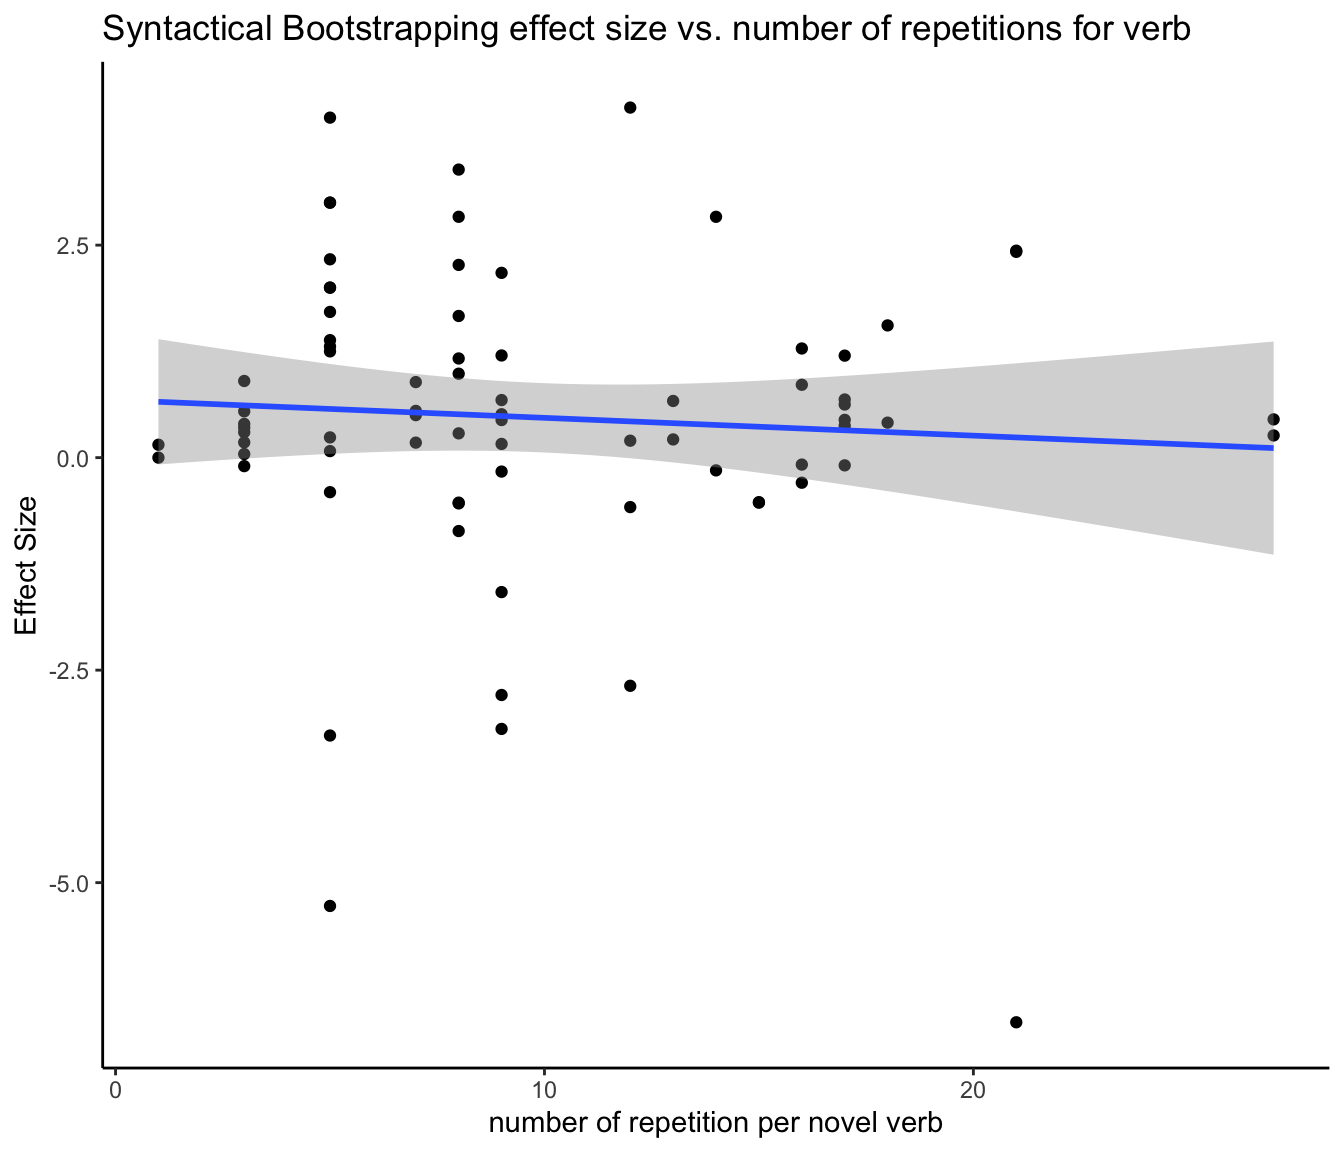 Syntactical Bootstrapping effect size vs. number of repetitions for verb
Effect Size
2.5
0.0
-2.5
-5.0
0
10
20
number of repetition per novel verb